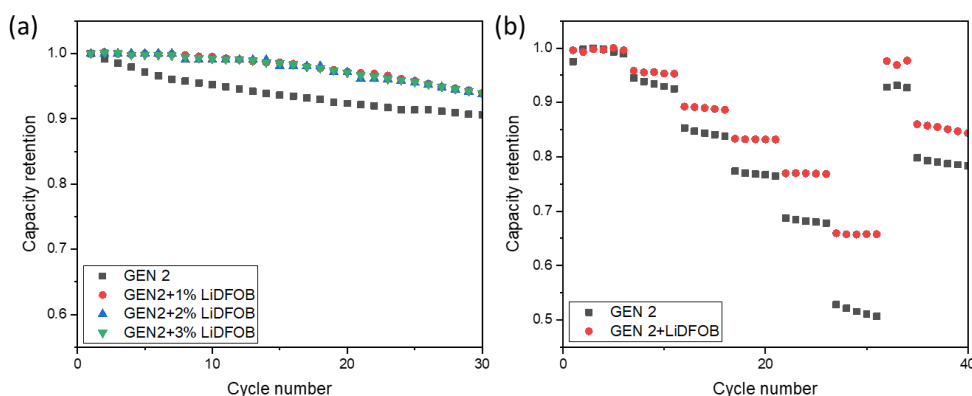 (a)
Capacity retention
1.0
0.9
0.8
0.7
0.6
GEN 2
GEN2+1% LiDFOB
GEN2+2% LiDFOB
GEN2+3% LiDFOB
0
10
20
30
Cycle number
(b)
Capacity retention
1.0
0.9
0.8
0.7
0.6
0.5
GEN 2
GEN 2+LiDFOB
0
20
40
Cycle number